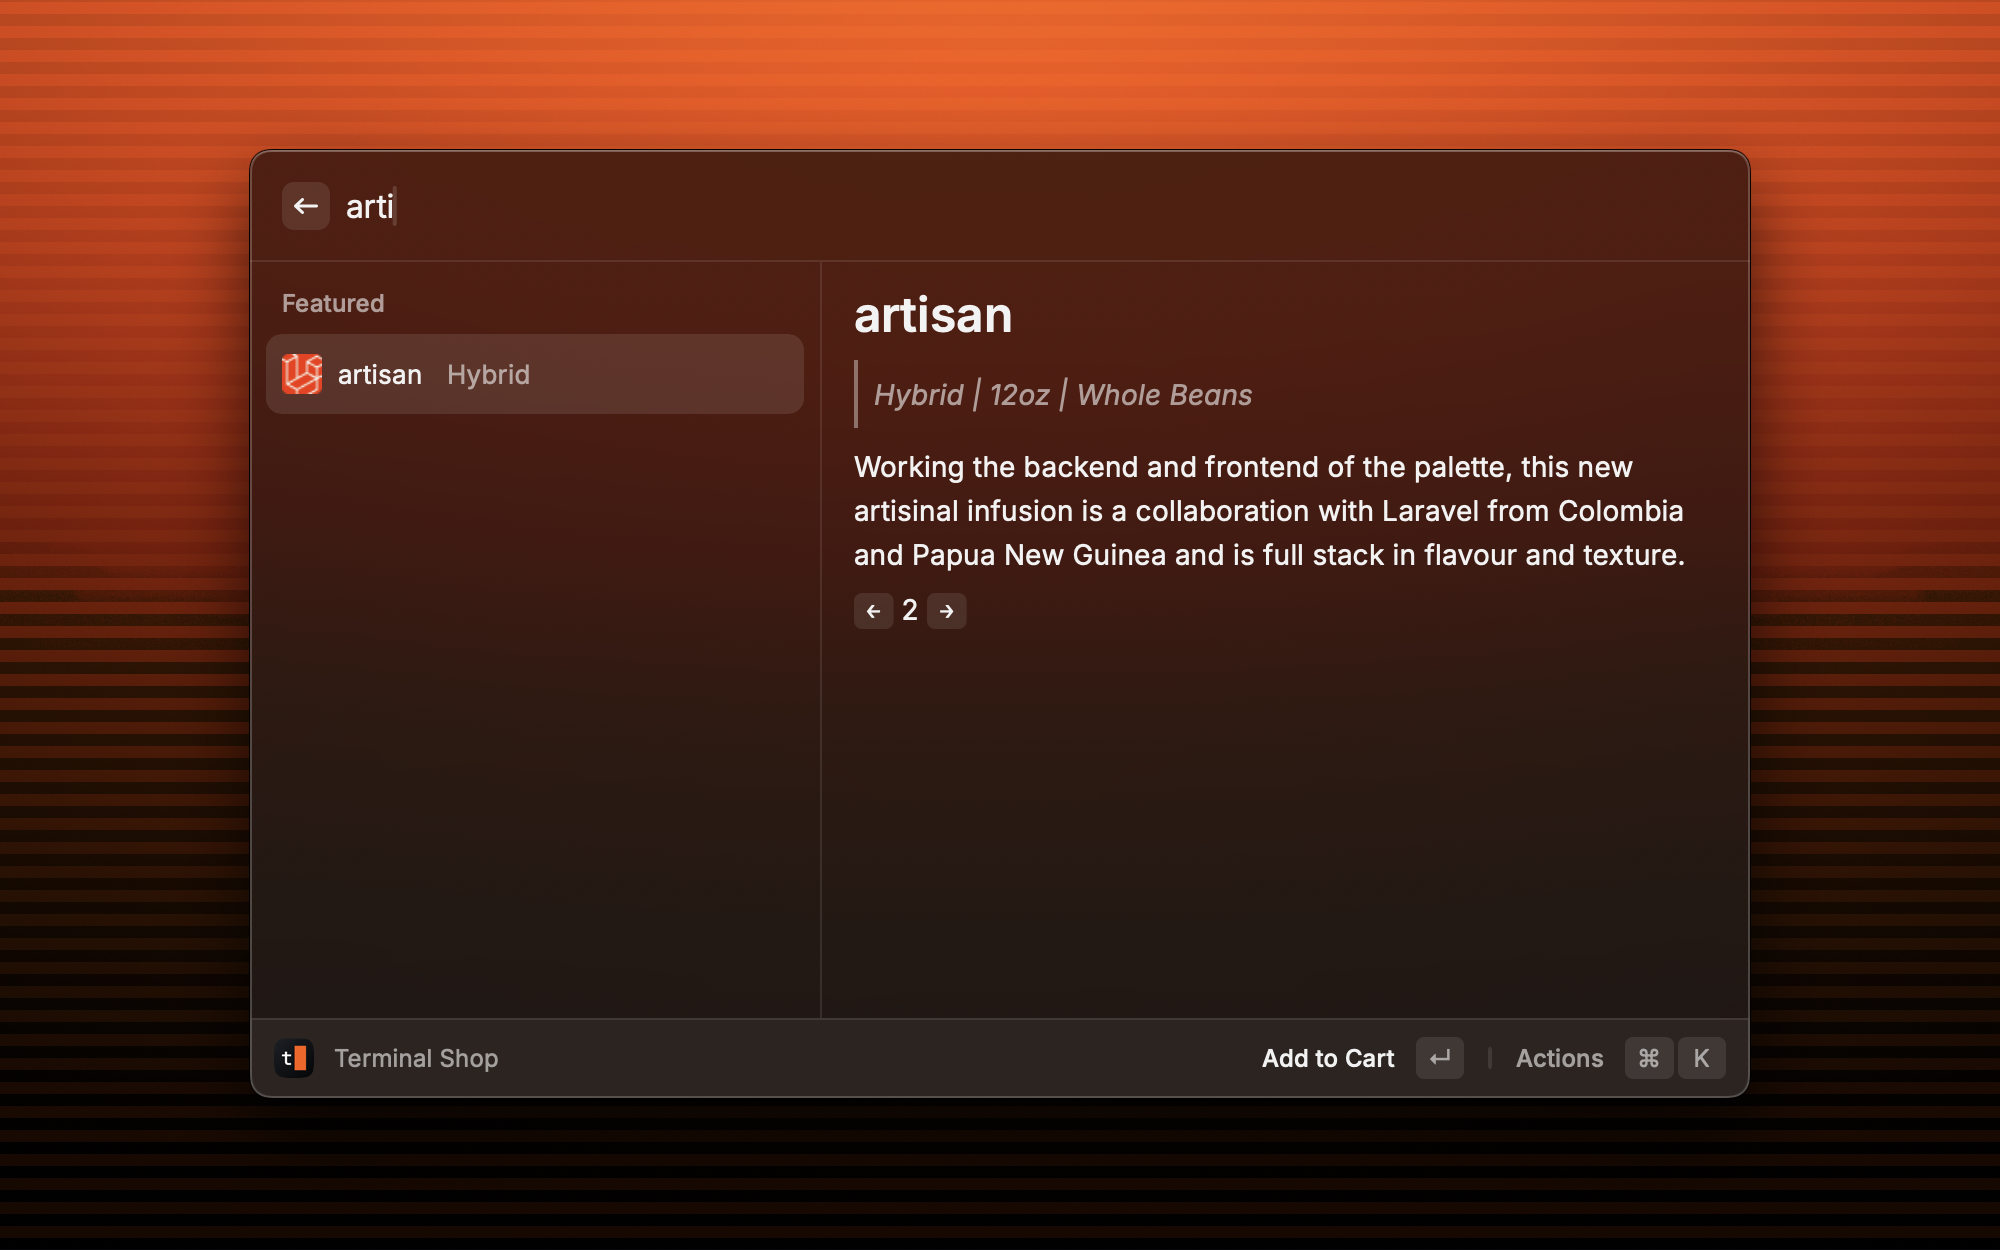 arti
Featured
artisan Hybrid
artisan
Hybrid | 12oz | Whole Beans
Working the backend and frontend of the palette, this new
artisinal infusion is a collaboration with Laravel from Colombia
and Papua New Guinea and is full stack in flavour and texture.
← 2 →
t Terminal Shop
Add to Cart ↵ | Actions ⌘ K